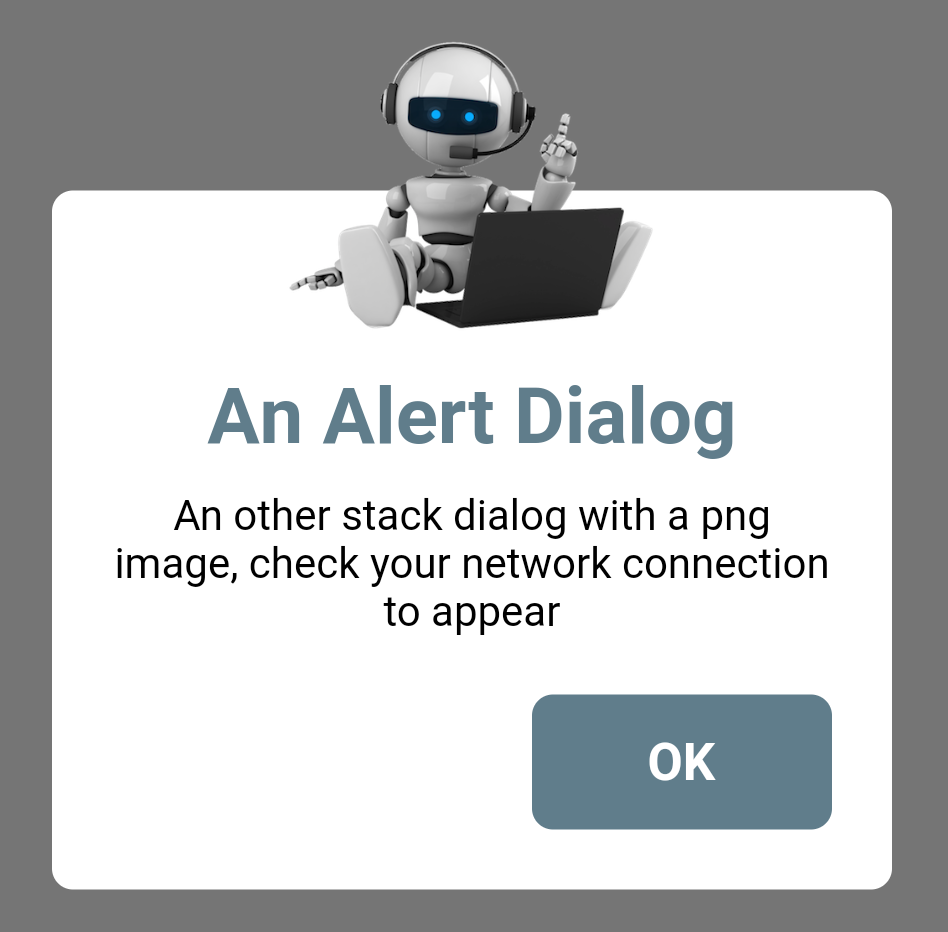 An Alert Dialog
An other stack dialog with a png
image, check your network connection
to appear
OK